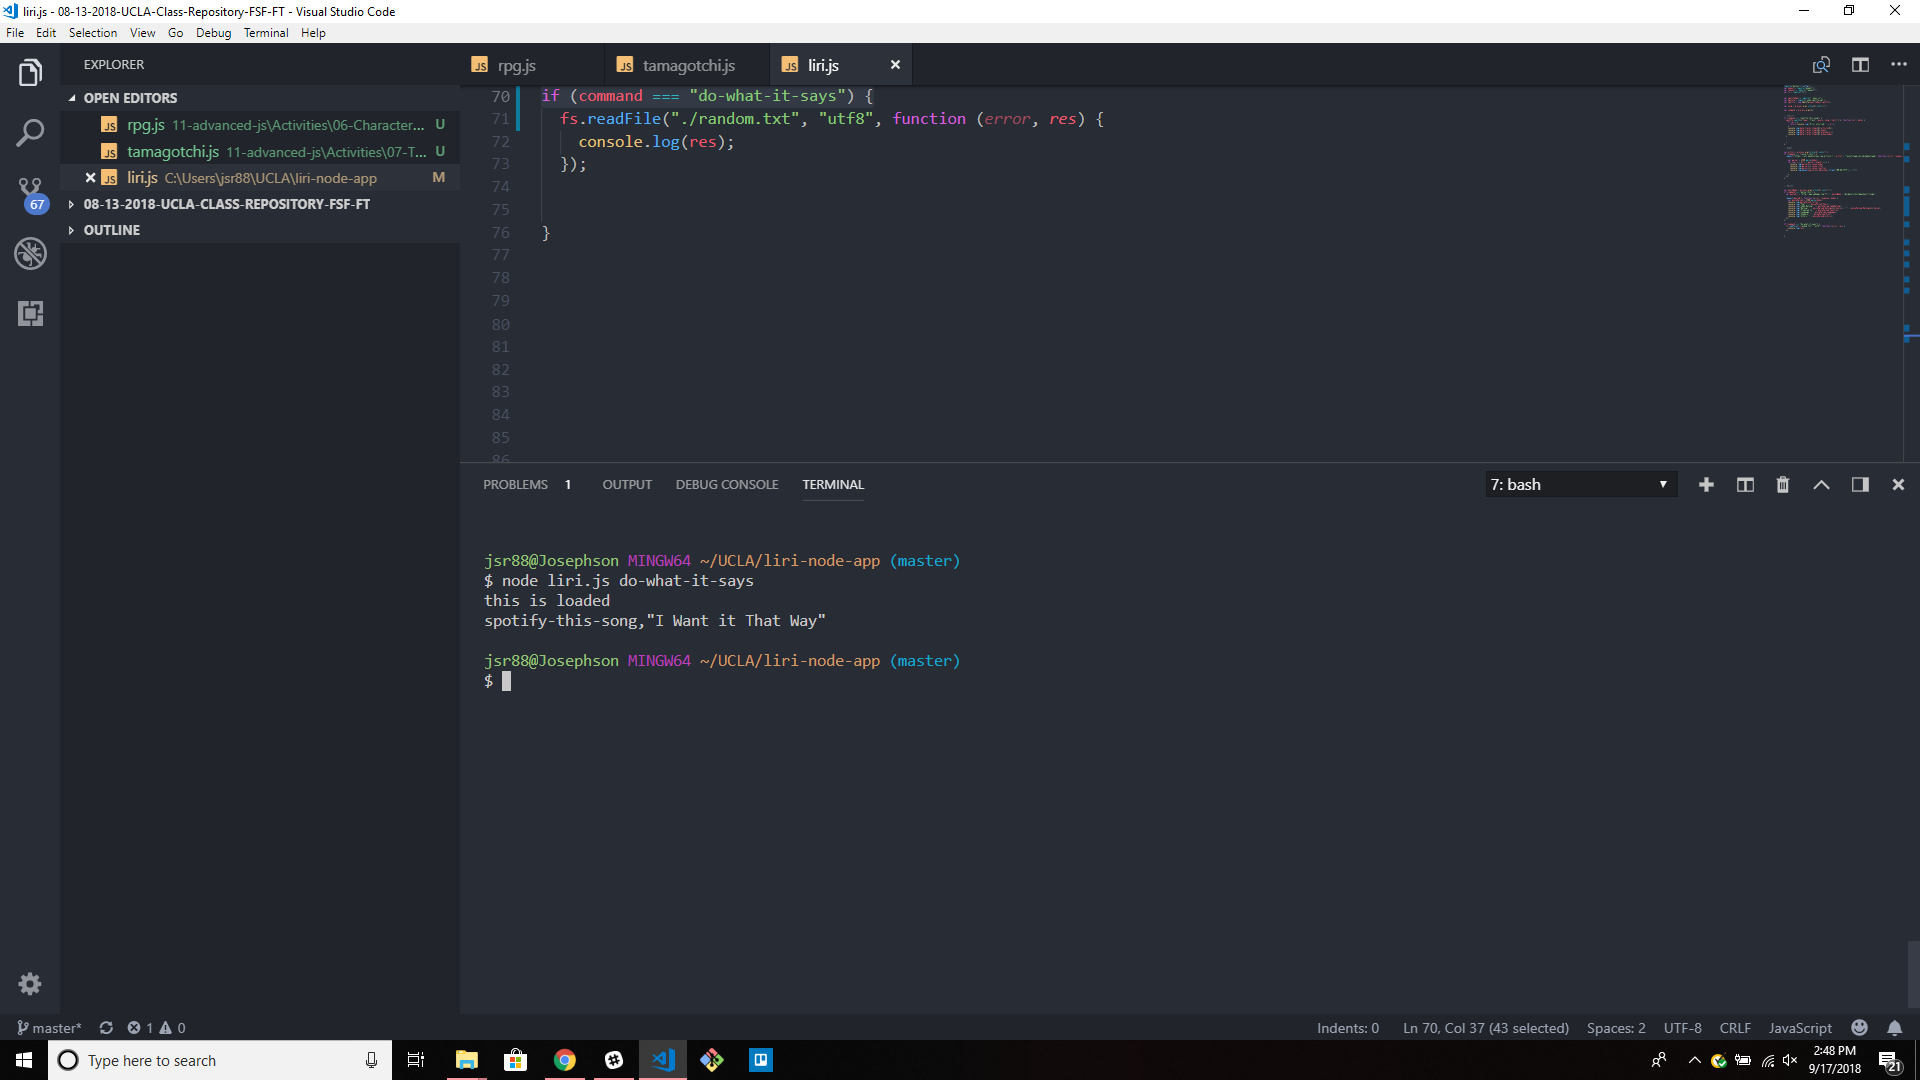 liri.js - 08-13-2018-UCLA-Class-Repository-FSF-FT - Visual Studio Code
File Edit Selection View Go Debug Terminal Help
EXPLORER
OPEN EDITORS
JS rpg.js 11-advanced-js\Activities\06-Character... U
JS tamagotchi.js 11-advanced-js\Activities\07-T... U
JS liri.js C:\Users\jsr88\UCLA\liri-node-app M
67
08-13-2018-UCLA-CLASS-REPOSITORY-FSF-FT
OUTLINE
JS rpg.js JS tamagotchi.js JS liri.js
70 if (command === "do-what-it-says") {
71 fs.readFile("./random.txt", "utf8", function (error, res) {
72 console.log(res);
73 });
74
75
76 }
77
78
79
80
81
82
83
84
85
86
PROBLEMS 1 OUTPUT DEBUG CONSOLE TERMINAL 7: bash
jsr88@Josephson MINGW64 ~/UCLA/liri-node-app (master)
$ node liri.js do-what-it-says
this is loaded
spotify-this-song,"I Want it That Way"
jsr88@Josephson MINGW64 ~/UCLA/liri-node-app (master)
$
master* 1 0 Indents: 0 Ln 70, Col 37 (43 selected) Spaces: 2 UTF-8 CRLF JavaScript
Type here to search
2:48 PM
9/17/2018
21